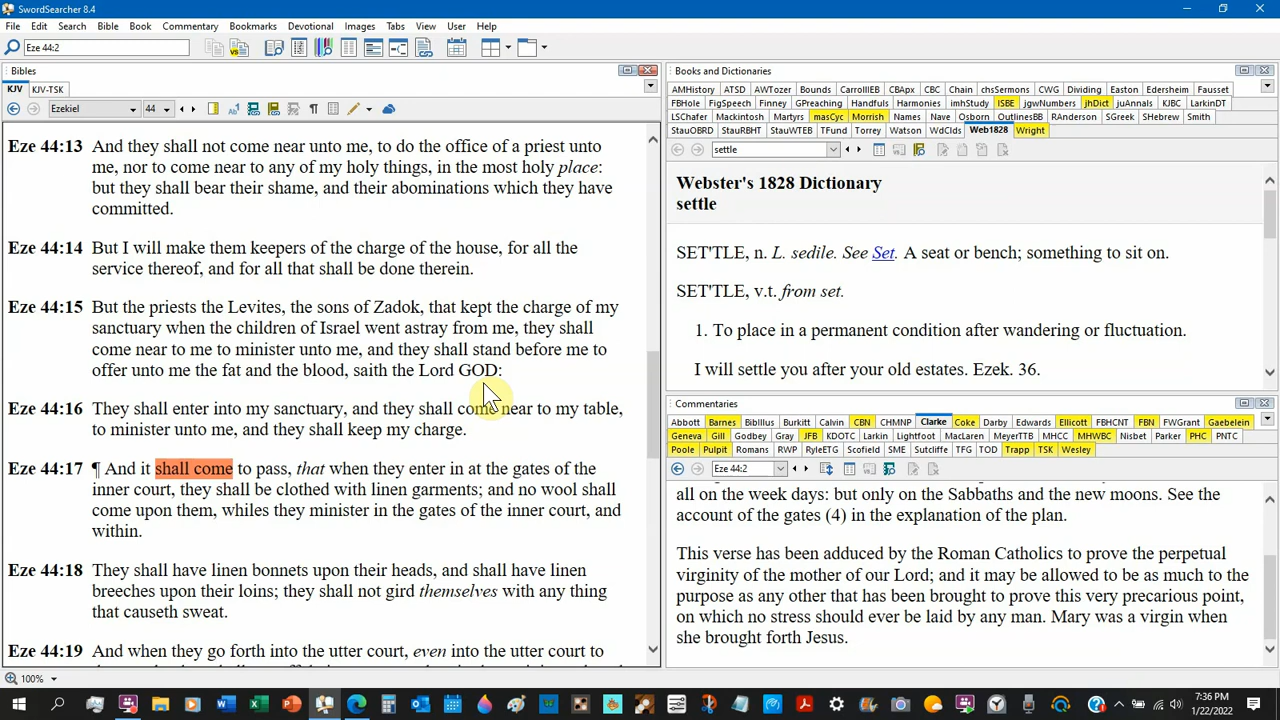 SwordSearcher 8.4
File Edit Search Bible Book Commentary Bookmarks Devotional Images Tabs View User Help
Eze 44:2
Bibles
KJV KJV-TSK
Ezekiel 44
Eze 44:13 And they shall not come near unto me, to do the office of a priest unto
me, nor to come near to any of my holy things, in the most holy place:
but they shall bear their shame, and their abominations which they have
committed.
Eze 44:14 But I will make them keepers of the charge of the house, for all the
service thereof, and for all that shall be done therein.
Eze 44:15 But the priests the Levites, the sons of Zadok, that kept the charge of my
sanctuary when the children of Israel went astray from me, they shall
come near to me to minister unto me, and they shall stand before me to
offer unto me the fat and the blood, saith the Lord GOD:
Eze 44:16 They shall enter into my sanctuary, and they shall come near to my table,
to minister unto me, and they shall keep my charge.
Eze 44:17 ¶ And it shall come to pass, that when they enter in at the gates of the
inner court, they shall be clothed with linen garments; and no wool shall
come upon them, whiles they minister in the gates of the inner court, and
within.
Eze 44:18 They shall have linen bonnets upon their heads, and shall have linen
breeches upon their loins; they shall not gird themselves with any thing
that causeth sweat.
Eze 44:19 And when they go forth into the utter court, even into the utter court to
100%
Books and Dictionaries
AMHistory ATSD AWTozer Bounds CarrollIEB CBApx CBC Chain chsSermons CWG Dividing Easton Edersheim Fausset
FBHole FigSpeech Finney GPreaching Handfuls Harmonies imhStudy ISBE jgwNumbers jhDict juAnnals KJBC LarkinDT
LSChafer Mackintosh Martyrs masCyc Morrish Names Nave Osborn OutlinesBB RAnderson SGreek SHebrew Smith
StauOBRD StauRBHT StauWTEB TFund Torrey Watson WdClds Web1828 Wright
settle
Webster's 1828 Dictionary
settle
SET'TLE, n. L. sedile. See Set. A seat or bench; something to sit on.
SET'TLE, v.t. from set.
1. To place in a permanent condition after wandering or fluctuation.
I will settle you after your old estates. Ezek. 36.
Commentaries
Abbott Barnes BibIllus Burkitt Calvin CBN CHMNP Clarke Coke Darby Edwards Ellicott FBHCNT FBN FWGrant Gaebelein
Geneva Gill Godbey Gray JFB KDOTC Larkin Lightfoot MacLaren MeyerTTB MHCC MHWBC Nisbet Parker PHC PNTC
Poole Pulpit Romans RWP RyleEG Scofield SME Sutcliffe TFG TOD Trapp TSK Wesley
Eze 44:2
all on the week days: but only on the Sabbaths and the new moons. See the
account of the gates (4) in the explanation of the plan.
This verse has been adduced by the Roman Catholics to prove the perpetual
virginity of the mother of our Lord; and it may be allowed to be as much to the
purpose as any other that has been brought to prove this very precarious point,
on which no stress should ever be laid by any man. Mary was a virgin when
she brought forth Jesus.
7:36 PM
1/22/2022